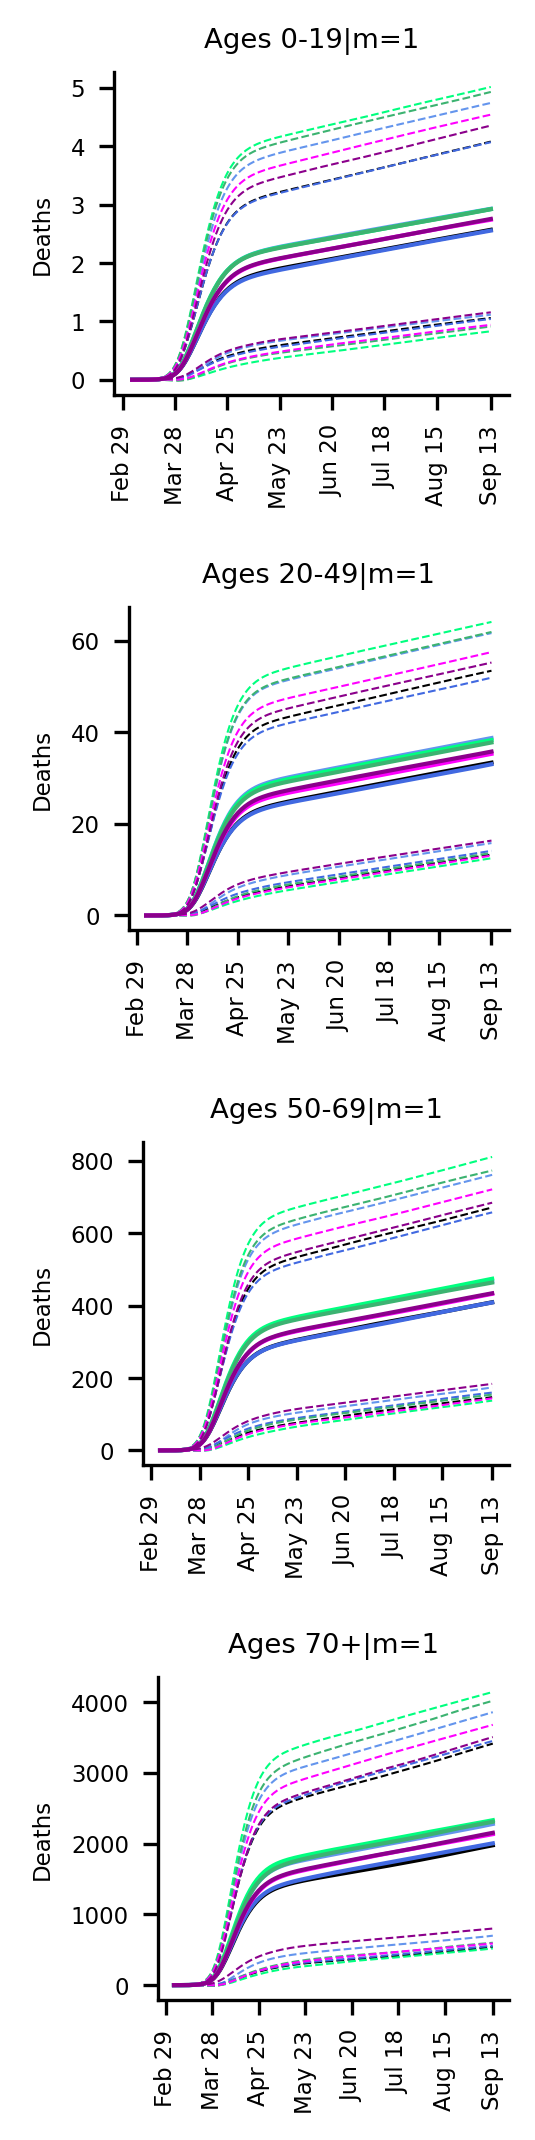 Ages 0-19|m=1
5
4
3
2
1
0
Deaths
Feb 29
Mar 28
Apr 25
May 23
Jun 20
Jul 18
Aug 15
Sep 13
Ages 20-49|m=1
60
40
20
0
Deaths
Feb 29
Mar 28
Apr 25
May 23
Jun 20
Jul 18
Aug 15
Sep 13
Ages 50-69|m=1
800
600
400
200
0
Deaths
Feb 29
Mar 28
Apr 25
May 23
Jun 20
Jul 18
Aug 15
Sep 13
Ages 70+|m=1
4000
3000
2000
1000
0
Deaths
Feb 29
Mar 28
Apr 25
May 23
Jun 20
Jul 18
Aug 15
Sep 13